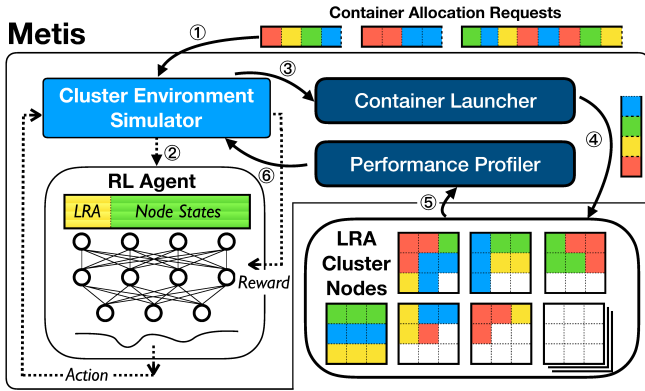 Container Allocation Requests
Metis
①
③
Cluster Environment
Simulator
Container Launcher
④
②
⑥
Performance Profiler
RL Agent
⑤
LRA
Node States
LRA
Cluster
Nodes
Reward
Action